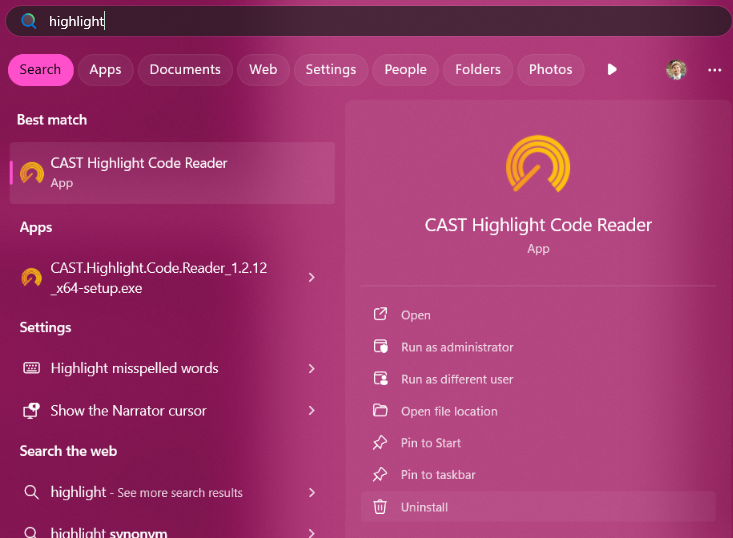 highlight
Search
Apps
Documents
Web
Settings
People
Folders
Photos
Best match
CAST Highlight Code Reader
App
Apps
CAST.Highlight.Code.Reader_1.2.12
_x64-setup.exe
Settings
Highlight misspelled words
Show the Narrator cursor
Search the web
highlight - See more search results
highlight synonym
CAST Highlight Code Reader
App
Open
Run as administrator
Run as different user
Open file location
Pin to Start
Pin to taskbar
Uninstall